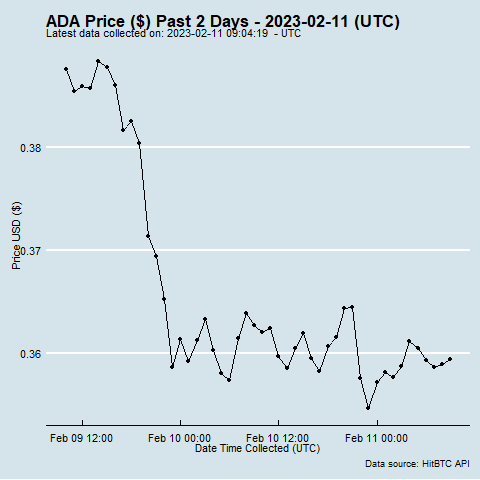 ADA Price ($) Past 2 Days - 2023-02-11 (UTC)
Latest data collected on: 2023-02-11 09:04:19 - UTC
Price USD ($)
0.38
0.37
0.36
Feb 09 12:00 Feb 10 00:00 Feb 10 12:00 Feb 11 00:00
Date Time Collected (UTC)
Data source: HitBTC API